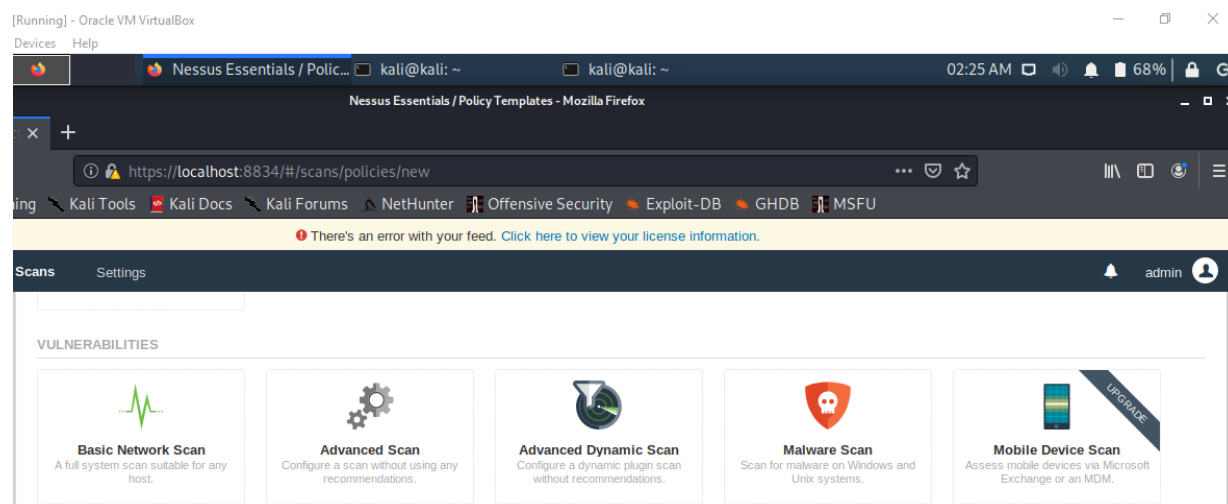 [Running] - Oracle VM VirtualBox
Devices Help
Nessus Essentials / Polic... kali@kali: ~ kali@kali: ~ 02:25 AM 68%
Nessus Essentials / Policy Templates - Mozilla Firefox
https://localhost:8834/#/scans/policies/new
ing Kali Tools Kali Docs Kali Forums NetHunter Offensive Security Exploit-DB GHDB MSFU
There's an error with your feed. Click here to view your license information.
Scans Settings admin
VULNERABILITIES
UPGRADE
Basic Network Scan
A full system scan suitable for any
host.
Advanced Scan
Configure a scan without using any
recommendations.
Advanced Dynamic Scan
Configure a dynamic plugin scan
without recommendations.
Malware Scan
Scan for malware on Windows and
Unix systems.
Mobile Device Scan
Assess mobile devices via Microsoft
Exchange or an MDM.